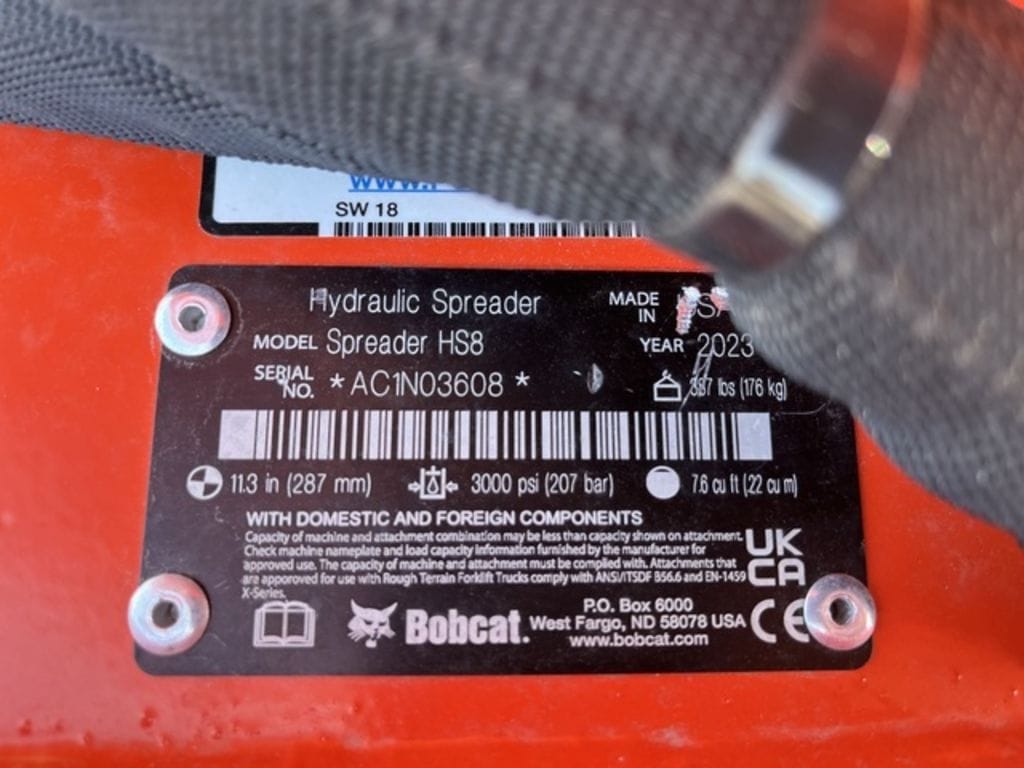 SW 18
Hydraulic Spreader
MADE IN USA
MODEL Spreader HS8
YEAR 2023
SERIAL NO. *AC1N03608*
387 lbs (176 kg)
11.3 in (287 mm) 3000 psi (207 bar) 7.6 cu ft (.22 cu m)
WITH DOMESTIC AND FOREIGN COMPONENTS
Capacity of machine and attachment combination may be less than capacity shown on attachment.
Check machine nameplate and load capacity information furnished by the manufacturer for
approved use. The capacity of machine and attachment must be complied with. Attachments that
are apporoved for use with Rough Terrain Forklift Trucks comply with ANSI/ITSDF B56.6 and EN-1459
X-Series.
UK
CA
Bobcat.
P.O. Box 6000
West Fargo, ND 58078 USA
www.bobcat.com
CE